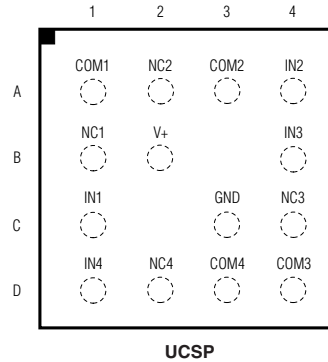 1 2 3 4
A COM1 NC2 COM2 IN2
B NC1 V+ IN3
C IN1 GND NC3
D IN4 NC4 COM4 COM3
UCSP